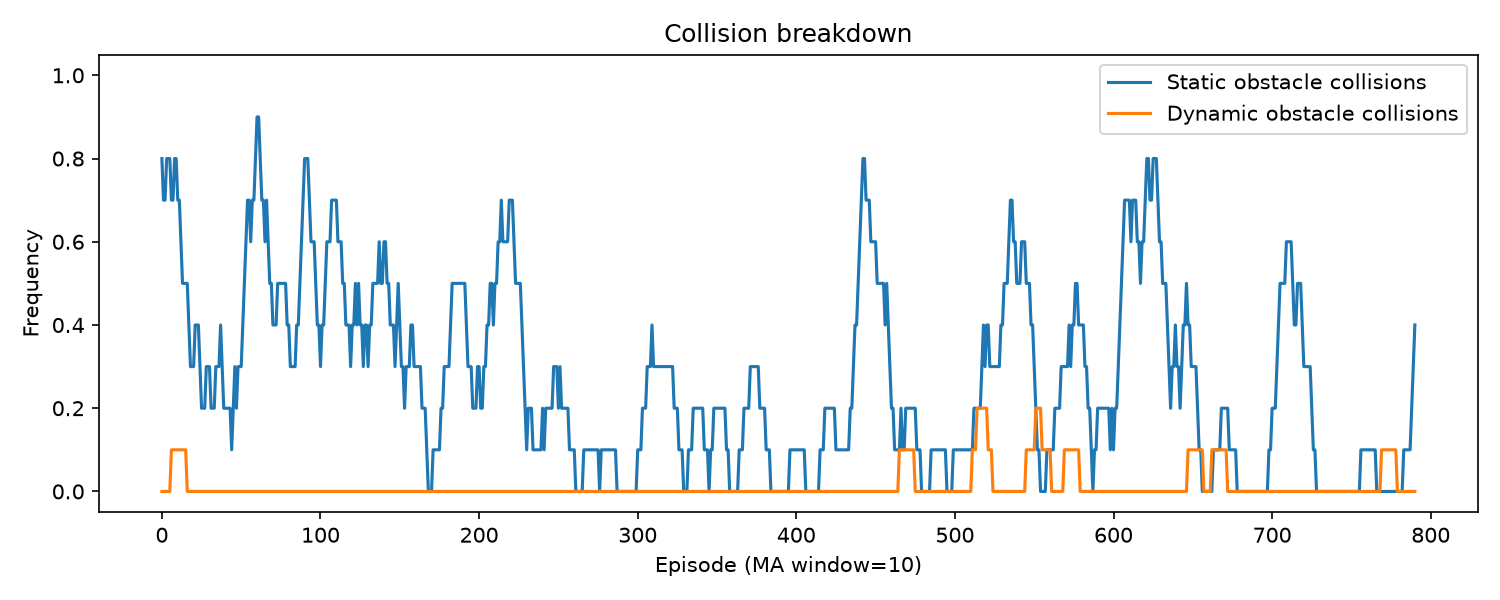 Collision breakdown
1.0
0.8
0.6
0.4
0.2
0.0
Frequency
Static obstacle collisions
Dynamic obstacle collisions
0 100 200 300 400 500 600 700 800
Episode (MA window=10)